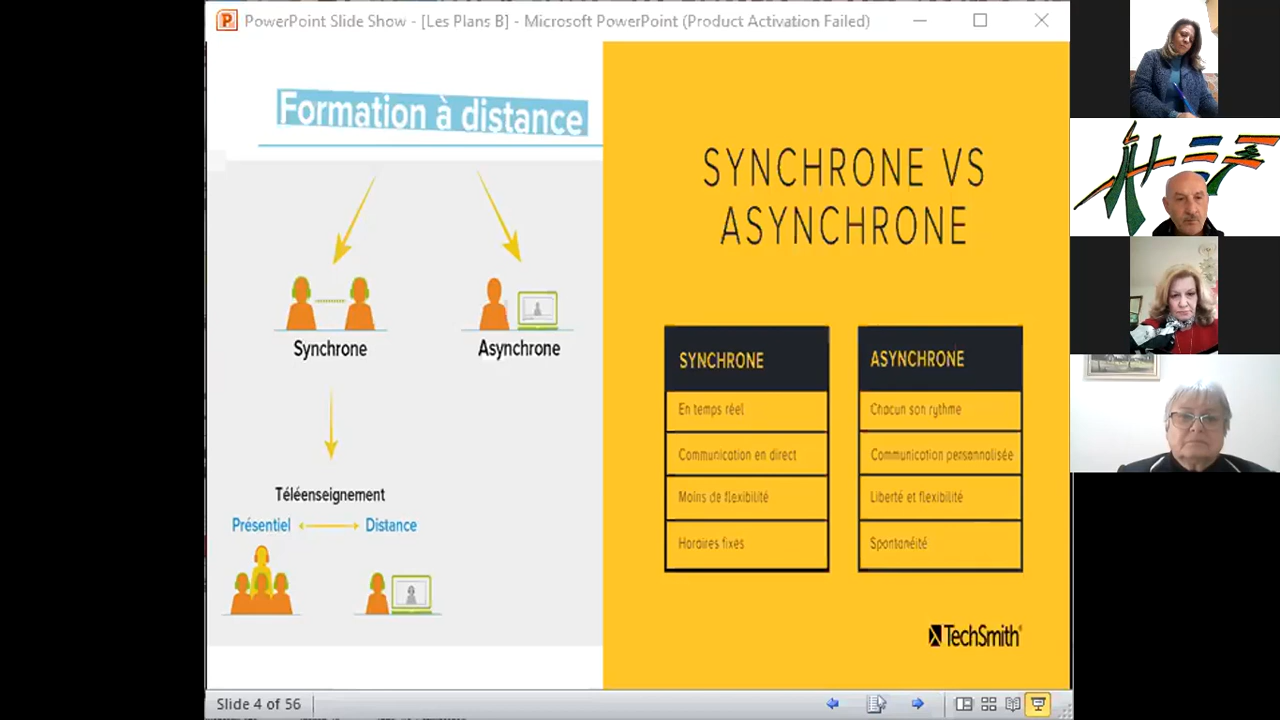 PowerPoint Slide Show - [Les Plans B] - Microsoft PowerPoint (Product Activation Failed)
Formation à distance
Synchrone
Asynchrone
Téléenseignement
Présentiel
Distance
SYNCHRONE VS
ASYNCHRONE
SYNCHRONE
En temps réel
Communication en direct
Moins de flexibilité
Horaires fixes
ASYNCHRONE
Chacun son rythme
Communication personnalisée
Liberté et flexibilité
Spontanéité
TechSmith
Slide 4 of 56